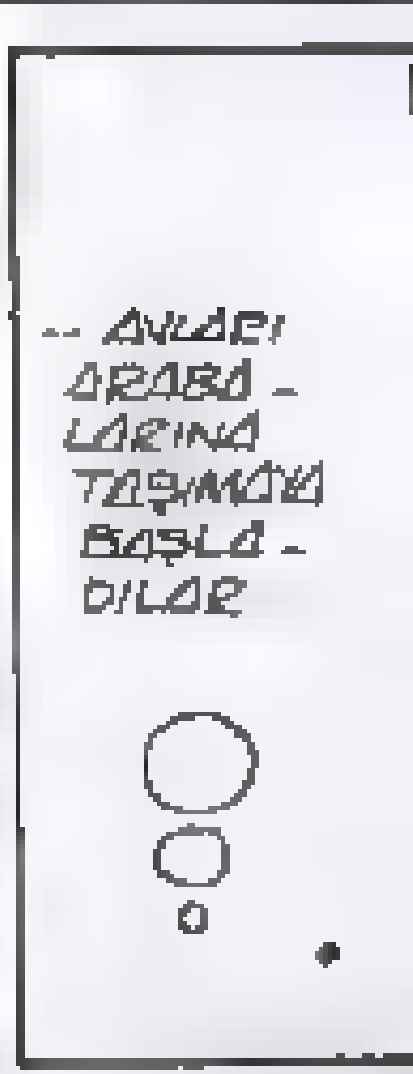 -- AVLARI
ARABA -
LARINA
TAŞIMAYA
BAŞLA -
DILAR